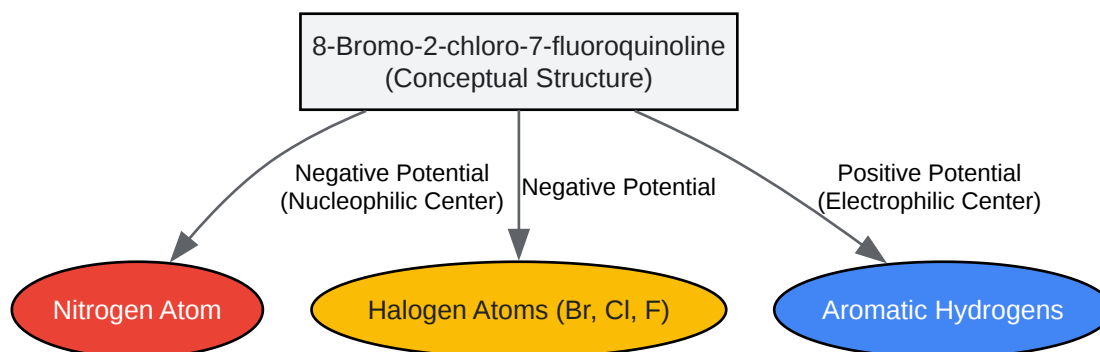 8-Bromo-2-chloro-7-fluoroquinoline
(Conceptual Structure)
Negative Potential
(Nucleophilic Center)
Negative Potential
Positive Potential
(Electrophilic Center)
Nitrogen Atom
Halogen Atoms (Br, Cl, F)
Aromatic Hydrogens